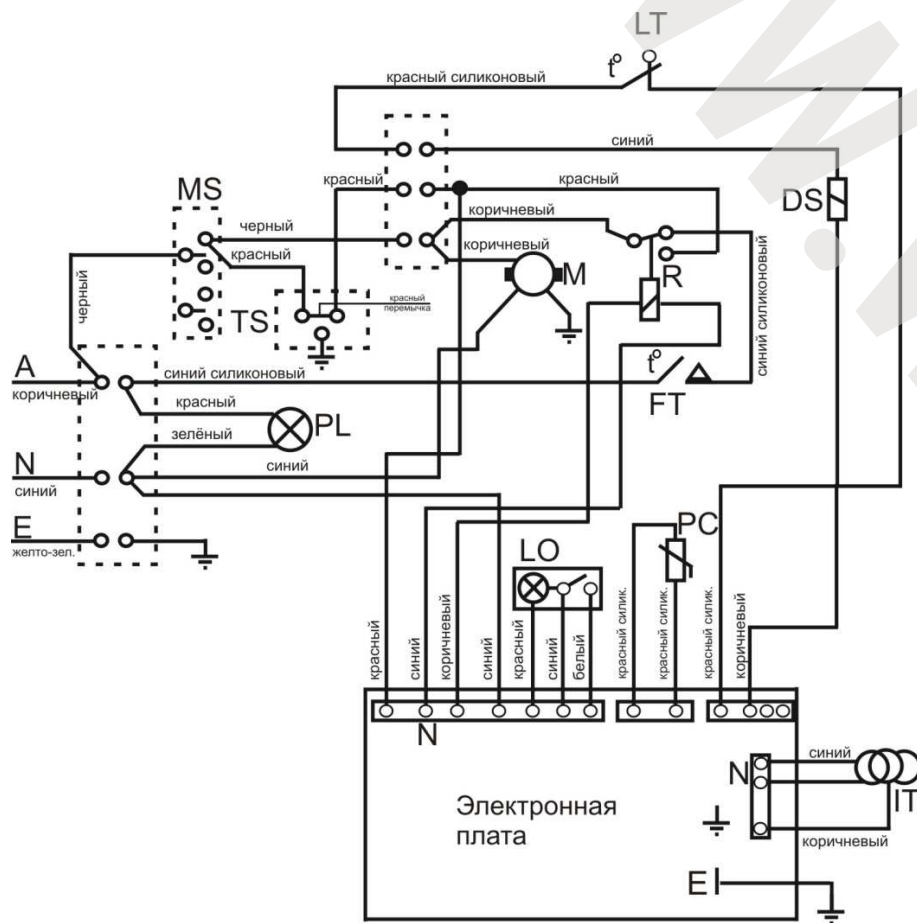 LT
t°
красный силиконовый
синий
красный
красный
DS
MS
коричневый
черный
коричневый
красный
M
R
черный
TS
красный
перемычка
синий силиконовый
A
синий силиконовый
t°
FT
коричневый
красный
PL
зелёный
N
синий
синий
E
желто-зел.
LO
PC
красный
синий
коричневый
синий
красный
синий
белый
красный силик.
красный силик.
красный силик.
коричневый
N
синий
N
IT
Электронная
плата
коричневый
E